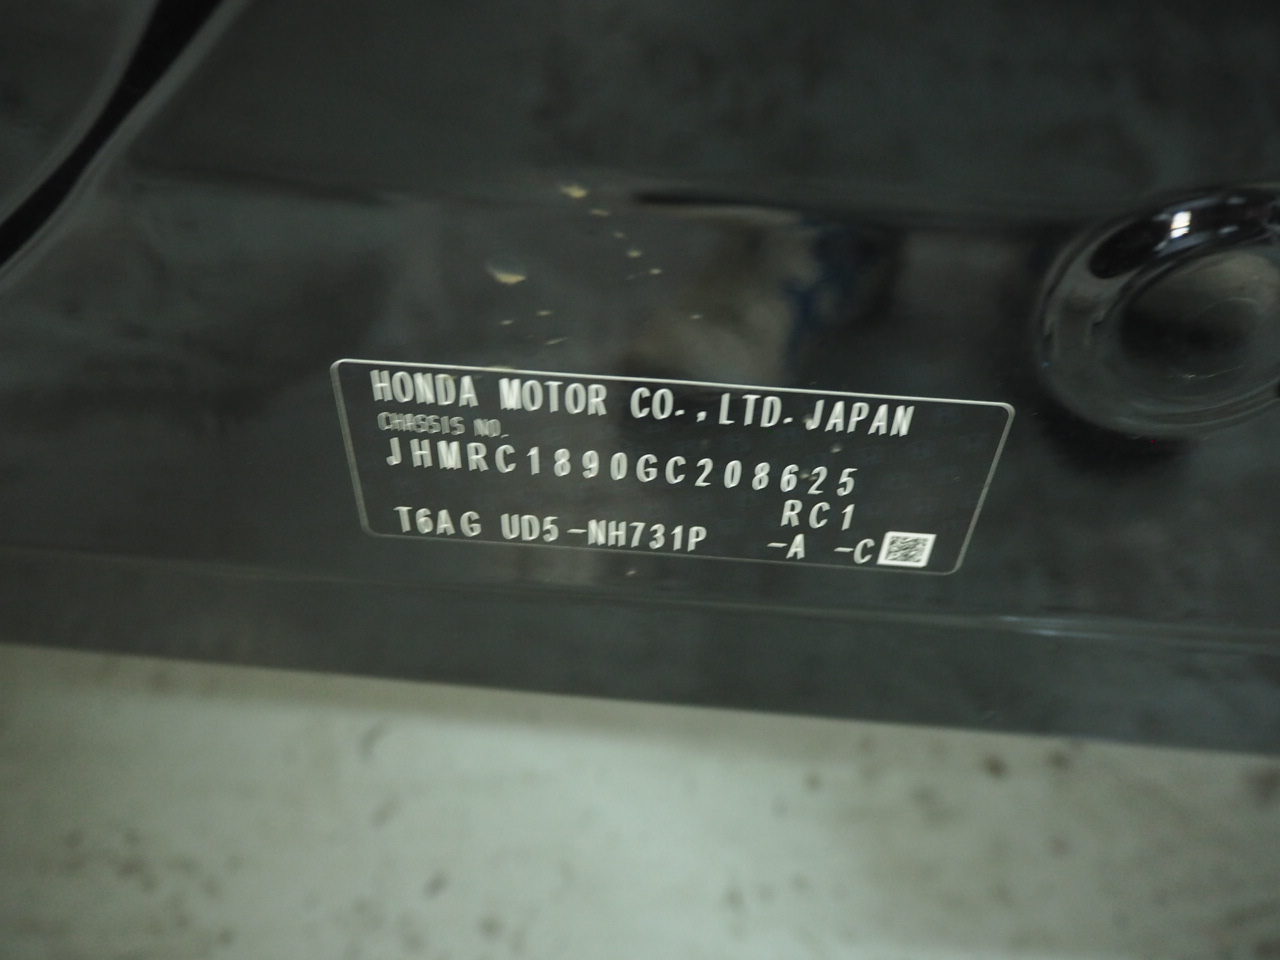 HONDA MOTOR CO.,LTD.JAPAN
CHASSIS NO.
JHMRC1890GC208625
RC1
T6AG UD5-NH731P -A -C